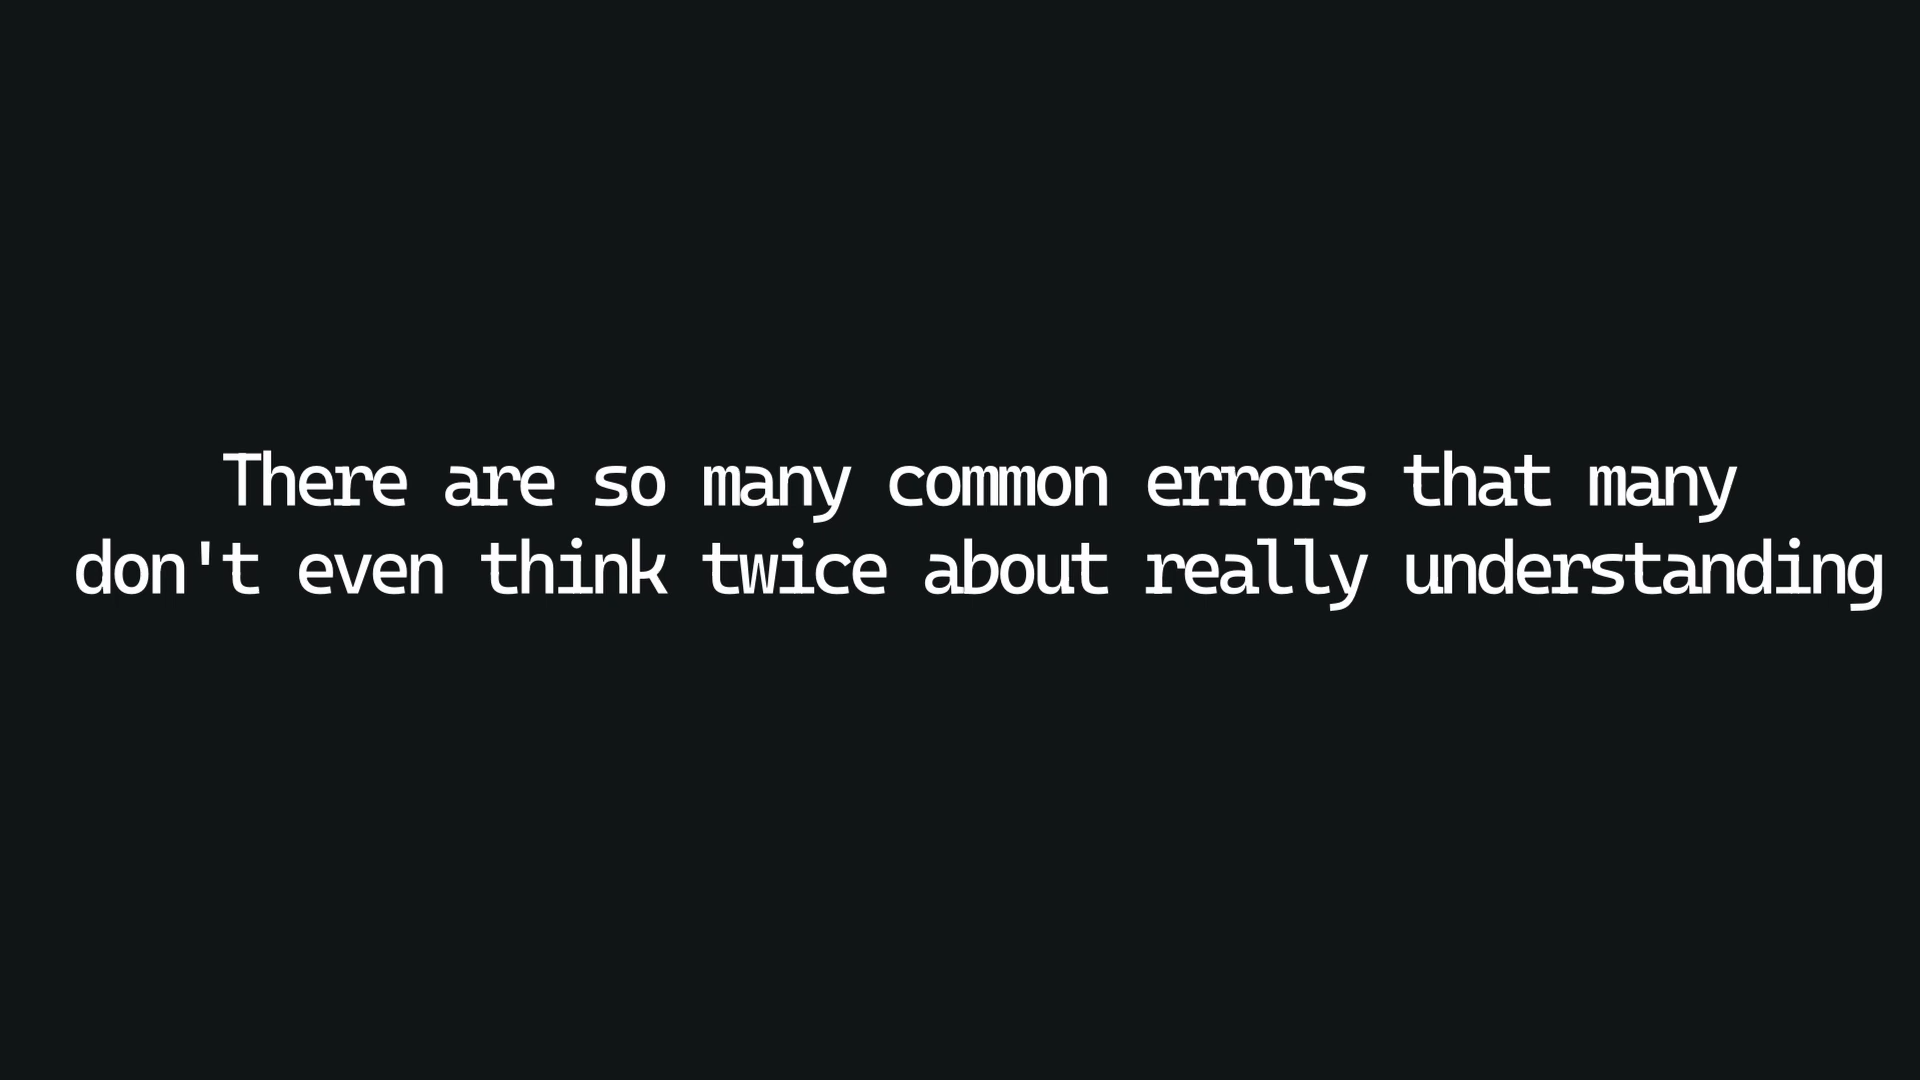 There are so many common errors that many
don't even think twice about really understanding